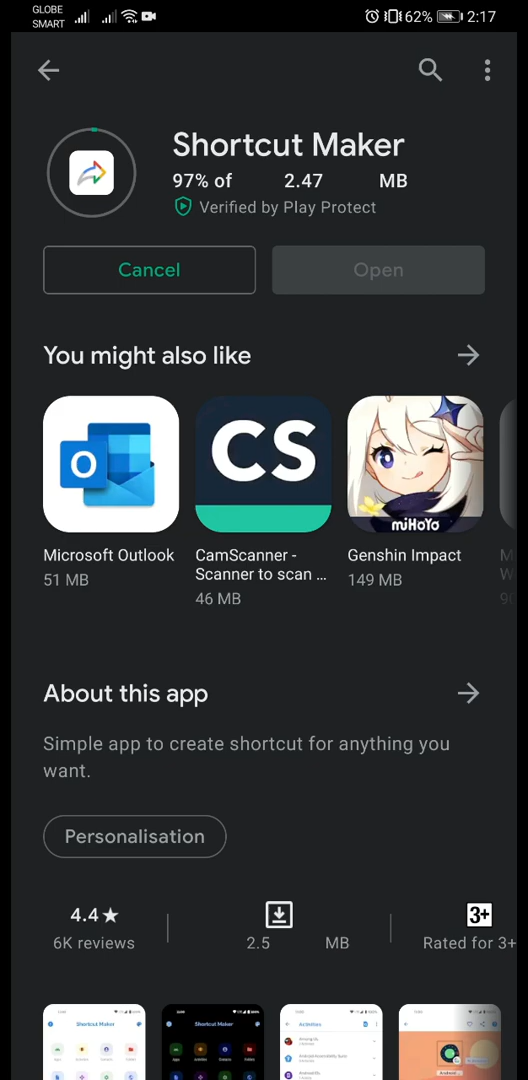 GLOBE
SMART
62%
2:17
Shortcut Maker
97% of 2.47 MB
Verified by Play Protect
Cancel
Open
You might also like
O
CS
miHoYo
Microsoft Outlook
51 MB
CamScanner -
Scanner to scan ...
46 MB
Genshin Impact
149 MB
About this app
Simple app to create shortcut for anything you
want.
Personalisation
4.4★
6K reviews
2.5 MB
3+
Rated for 3+
Shortcut Maker
Shortcut Maker
Activities